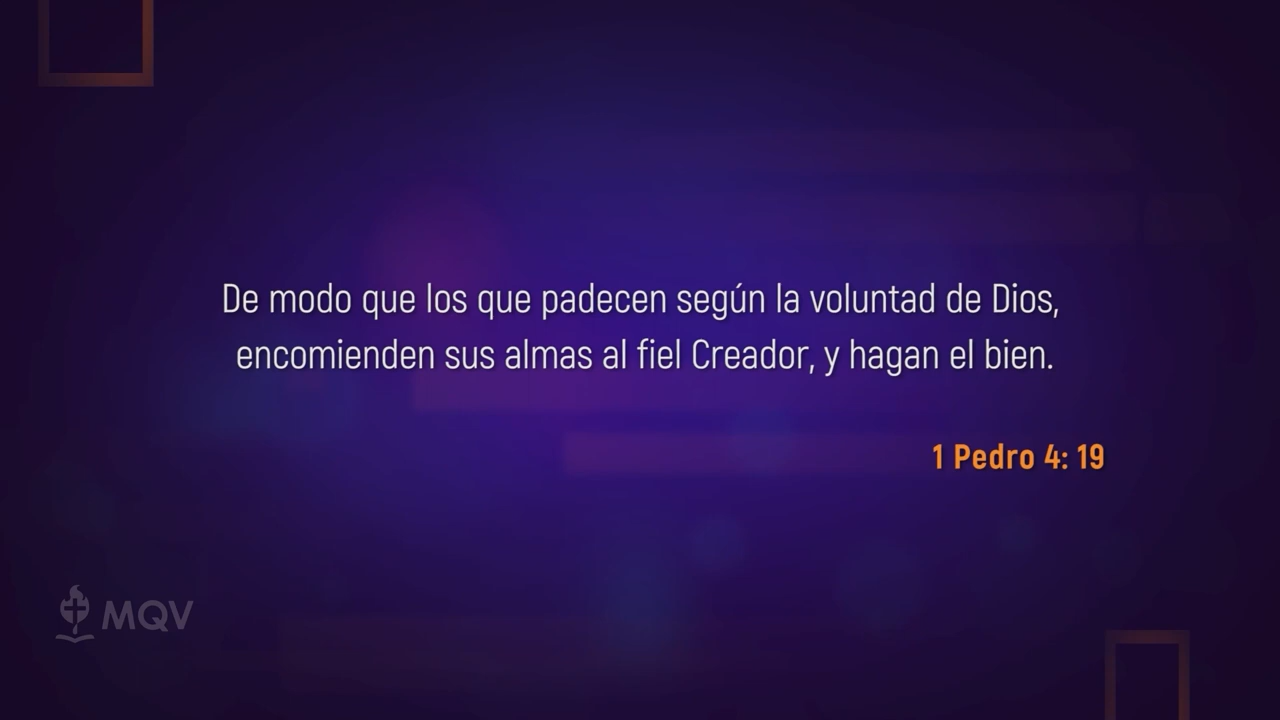 De modo que los que padecen según la voluntad de Dios,
encomienden sus almas al fiel Creador, y hagan el bien.
1 Pedro 4: 19
MQV